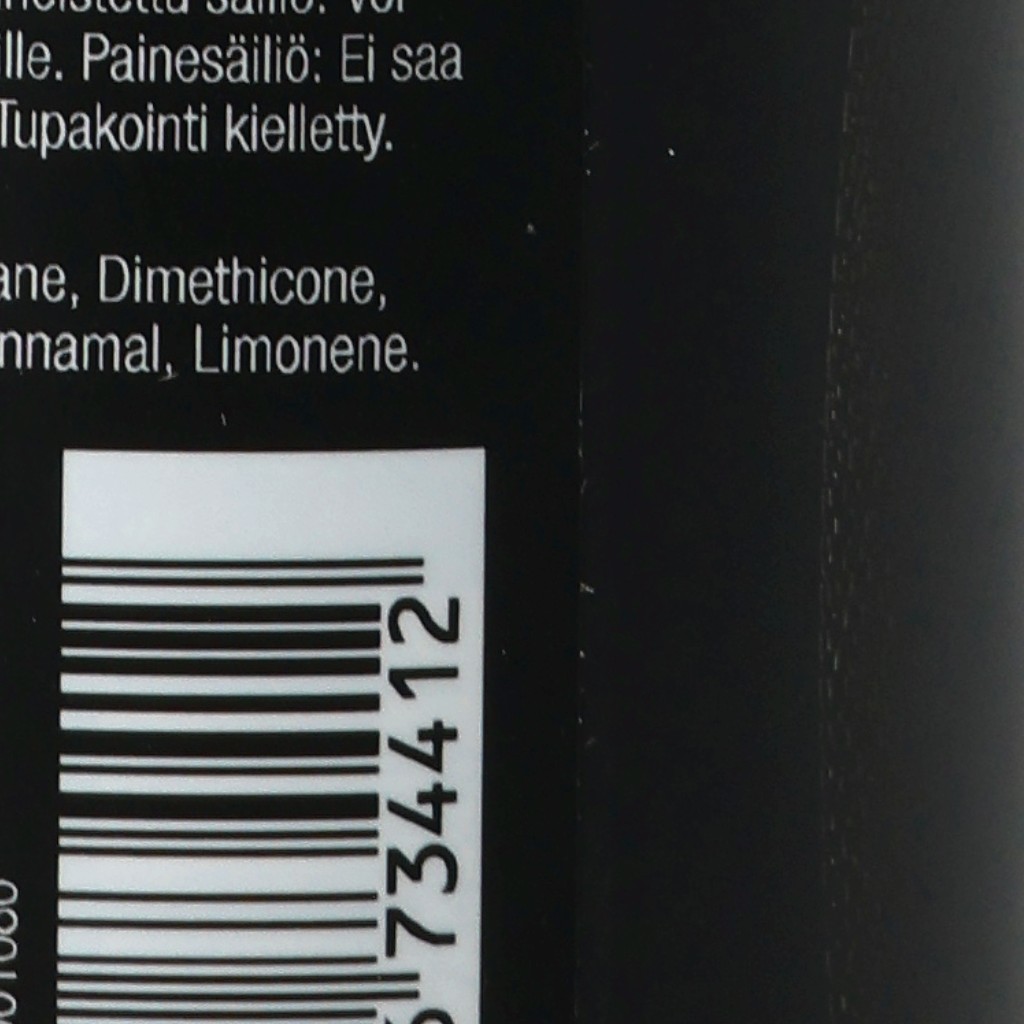 lle. Painesäiliö: Ei saa
Tupakointi kielletty.
ane, Dimethicone,
nnamal, Limonene.
734412